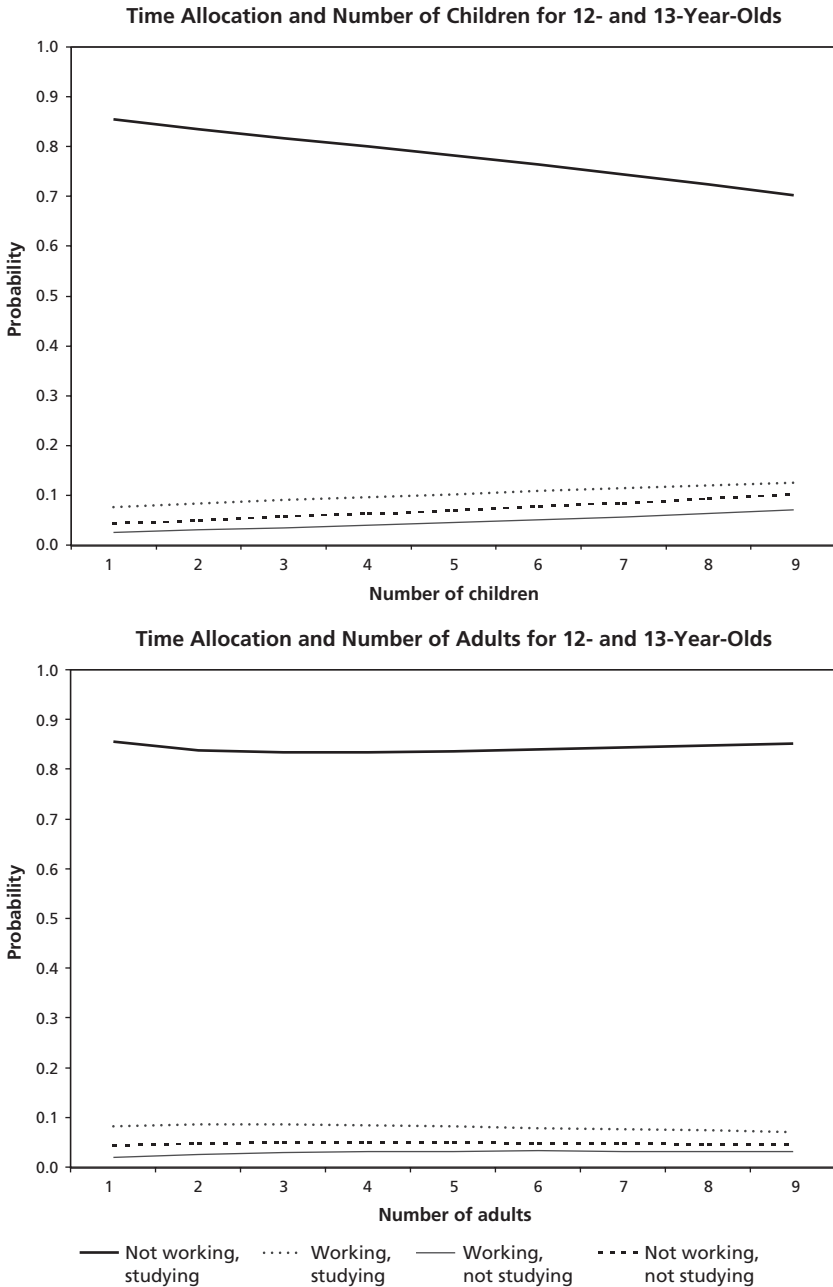 Time Allocation and Number of Children for 12- and 13-Year-Olds
1.0
0.9
0.8
0.7
0.6
0.5
0.4
0.3
0.2
0.1
0.0
Probability
1 2 3 4 5 6 7 8 9
Number of children
Time Allocation and Number of Adults for 12- and 13-Year-Olds
1.0
0.9
0.8
0.7
0.6
0.5
0.4
0.3
0.2
0.1
0.0
Probability
1 2 3 4 5 6 7 8 9
Number of adults
Not working,
studying
Working,
studying
Working,
not studying
Not working,
not studying